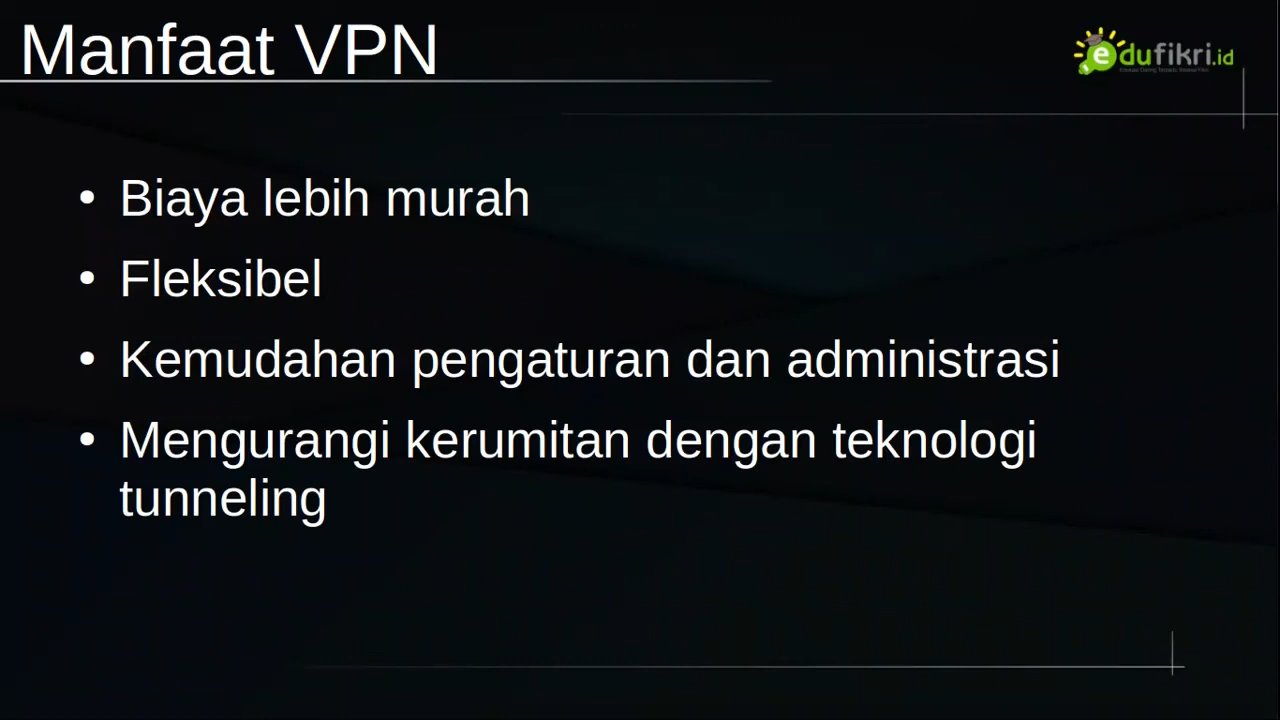 Manfaat VPN
edufikri.id
• Biaya lebih murah
• Fleksibel
• Kemudahan pengaturan dan administrasi
• Mengurangi kerumitan dengan teknologi
tunneling